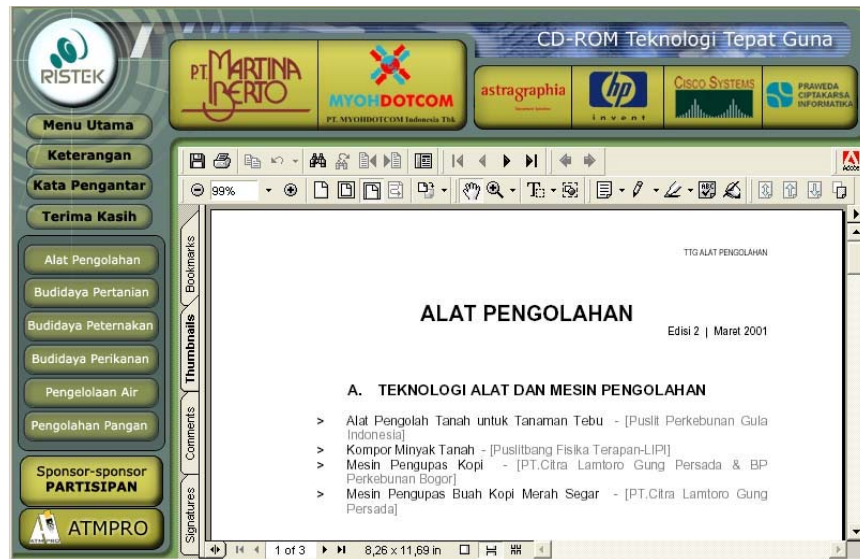 RISTEK
CD-ROM Teknologi Tepat Guna
PT. MARTINA BERTO
MYOHDOTCOM
PT. MYOHDOTCOM Indonesia Tbk
astragraphia
hp
invent
CISCO SYSTEMS
PRAWEDA
CIPTAKARSA
INFORMATIKA
Menu Utama
Keterangan
Kata Pengantar
Terima Kasih
Alat Pengolahan
Budidaya Pertanian
Budidaya Peternakan
Budidaya Perikanan
Pengelolaan Air
Pengolahan Pangan
Sponsor-sponsor
PARTISIPAN
ATMPRO
Adobe
99%
Bookmarks
Thumbnails
Comments
Signatures
TTG ALAT PENGOLAHAN
ALAT PENGOLAHAN
Edisi 2 | Maret 2001
A. TEKNOLOGI ALAT DAN MESIN PENGOLAHAN
> Alat Pengolah Tanah untuk Tanaman Tebu - [Puslit Perkebunan Gula
Indonesia]
> Kompor Minyak Tanah - [Puslitbang Fisika Terapan-LIPI]
> Mesin Pengupas Kopi - [PT.Citra Lamtoro Gung Persada & BP
Perkebunan Bogor]
> Mesin Pengupas Buah Kopi Merah Segar - [PT.Citra Lamtoro Gung
Persada]
1 of 3
8,26 x 11,69 in